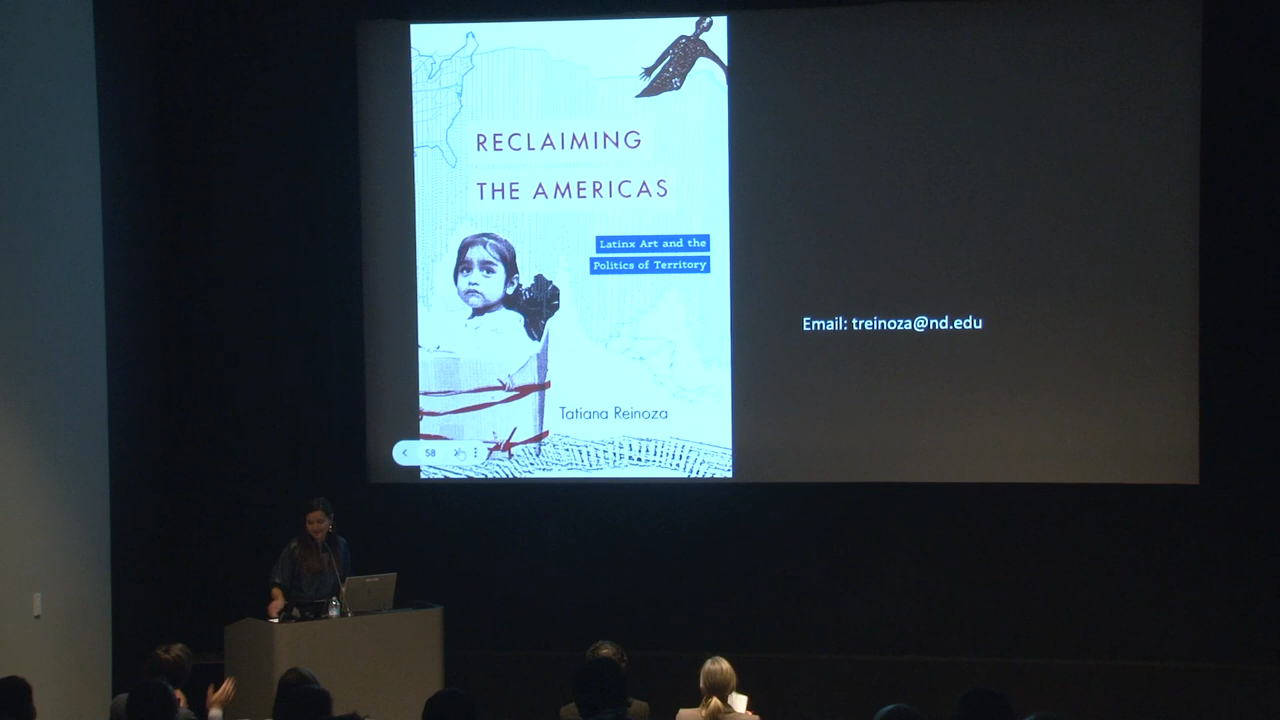 RECLAIMING
THE AMERICAS
Latinx Art and the
Politics of Territory
Email: treinoza@nd.edu
Tatiana Reinoza
58